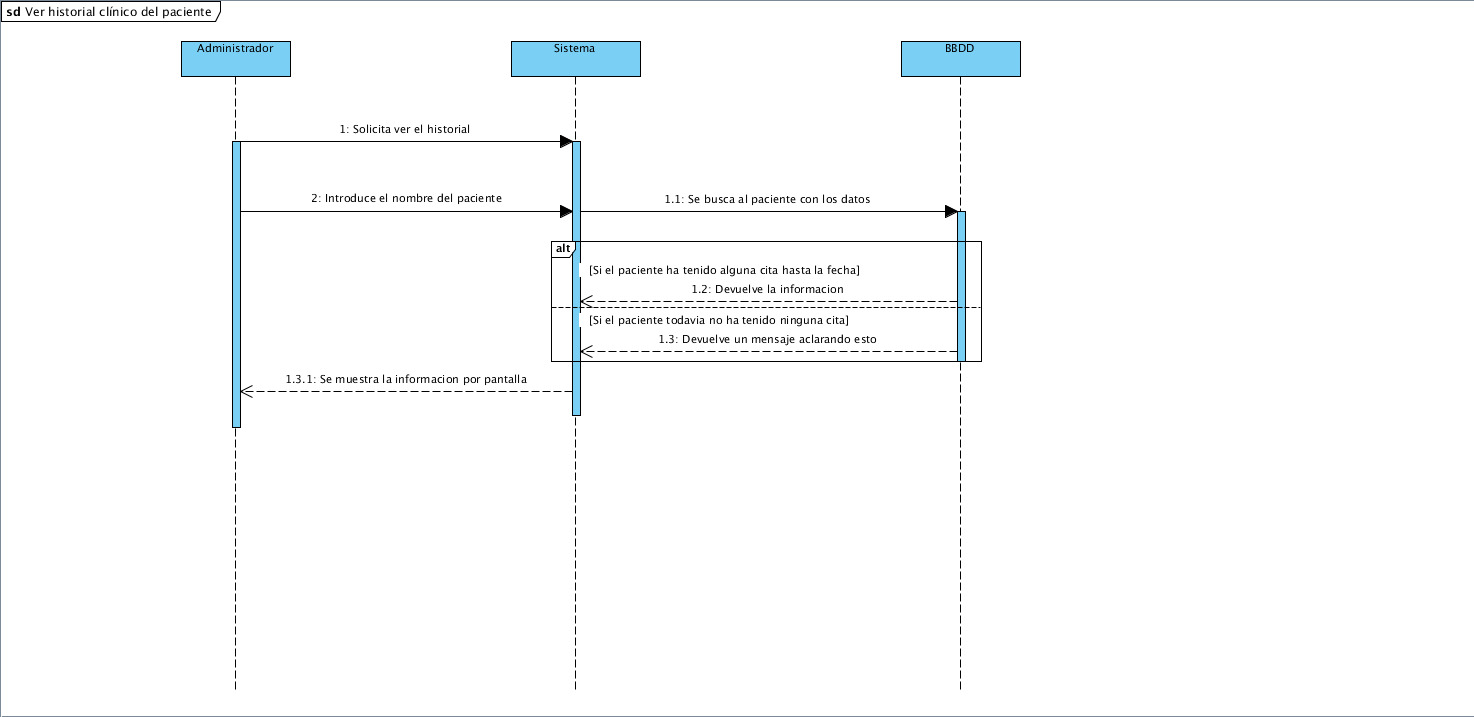 sd Ver historial clínico del paciente
Administrador
Sistema
BBDD
1: Solicita ver el historial
2: Introduce el nombre del paciente
1.1: Se busca al paciente con los datos
alt
[Si el paciente ha tenido alguna cita hasta la fecha]
1.2: Devuelve la informacion
[Si el paciente todavia no ha tenido ninguna cita]
1.3: Devuelve un mensaje aclarando esto
1.3.1: Se muestra la informacion por pantalla